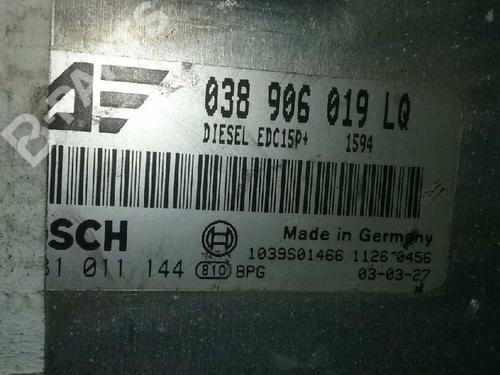 038 906 019 LQ
DIESEL EDC15P+ 1594
SCH
Made in Germany
1039S01466 1126 0456
81 011 144 810 BPG 03-03-27